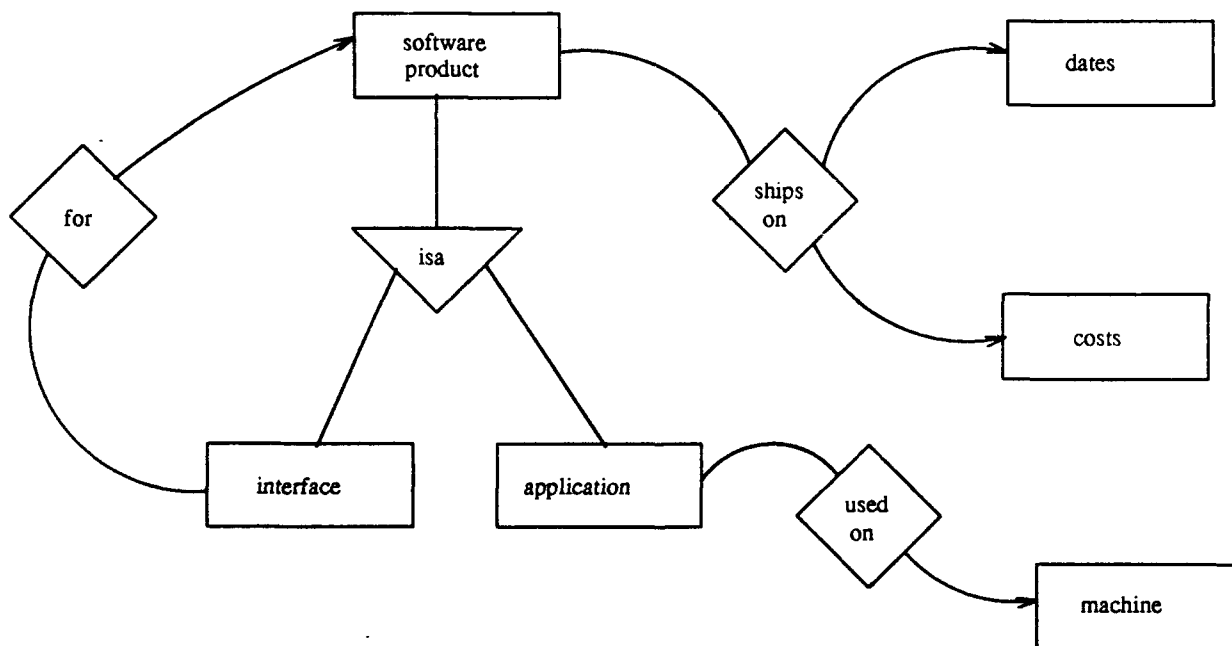 software
product
dates
for
ships
on
isa
costs
interface
application
used
on
machine